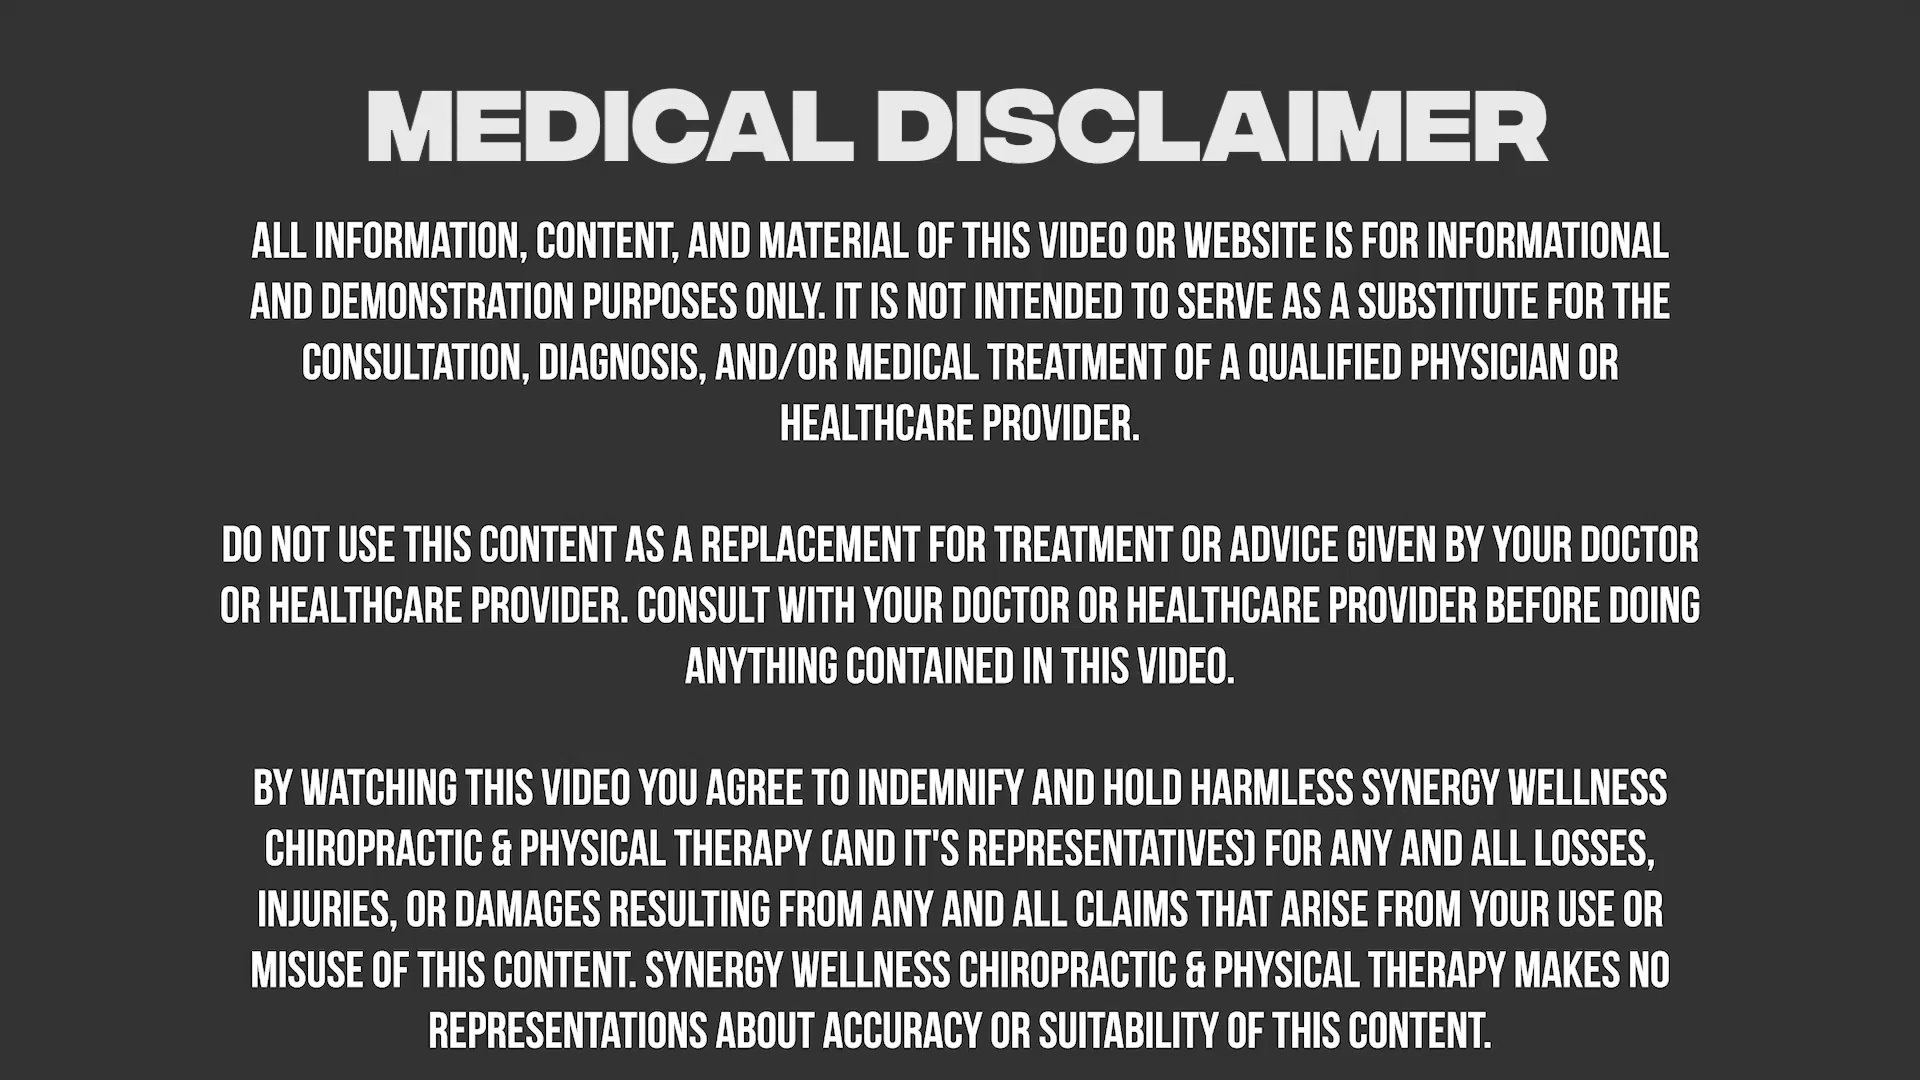 MEDICAL DISCLAIMER
ALL INFORMATION, CONTENT, AND MATERIAL OF THIS VIDEO OR WEBSITE IS FOR INFORMATIONAL
AND DEMONSTRATION PURPOSES ONLY. IT IS NOT INTENDED TO SERVE AS A SUBSTITUTE FOR THE
CONSULTATION, DIAGNOSIS, AND/OR MEDICAL TREATMENT OF A QUALIFIED PHYSICIAN OR
HEALTHCARE PROVIDER.
DO NOT USE THIS CONTENT AS A REPLACEMENT FOR TREATMENT OR ADVICE GIVEN BY YOUR DOCTOR
OR HEALTHCARE PROVIDER. CONSULT WITH YOUR DOCTOR OR HEALTHCARE PROVIDER BEFORE DOING
ANYTHING CONTAINED IN THIS VIDEO.
BY WATCHING THIS VIDEO YOU AGREE TO INDEMNIFY AND HOLD HARMLESS SYNERGY WELLNESS
CHIROPRACTIC & PHYSICAL THERAPY (AND IT'S REPRESENTATIVES) FOR ANY AND ALL LOSSES,
INJURIES, OR DAMAGES RESULTING FROM ANY AND ALL CLAIMS THAT ARISE FROM YOUR USE OR
MISUSE OF THIS CONTENT. SYNERGY WELLNESS CHIROPRACTIC & PHYSICAL THERAPY MAKES NO
REPRESENTATIONS ABOUT ACCURACY OR SUITABILITY OF THIS CONTENT.